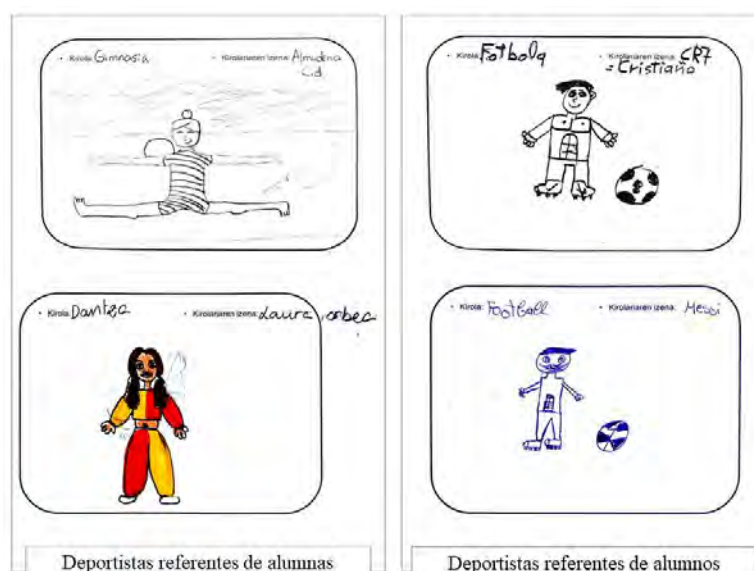 • Kirola: Gimnasia • Kirolariaren izena: Almudena
Cid
• Kirola: Dantza • Kirolariaren izena: Laura
Deportistas referentes de alumnas
• Kirola: Fotbola • Kirolariaren izena: CR7
= Cristiano
• Kirola: Football • Kirolariaren izena: Messi
Deportistas referentes de alumnos